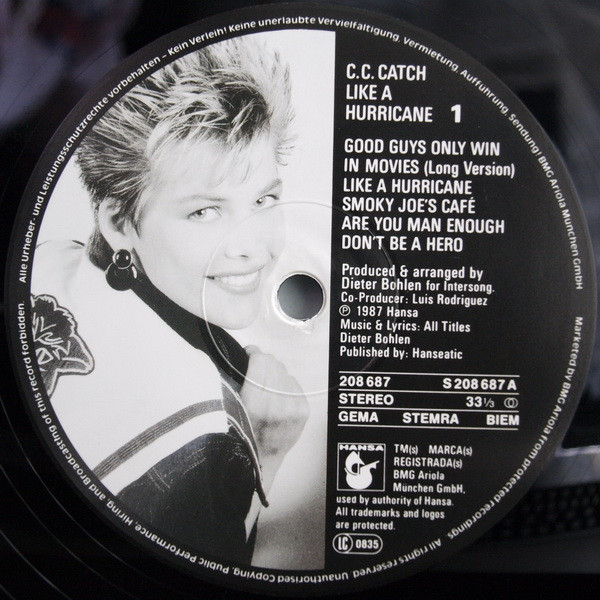 C.C. CATCH
LIKE A
HURRICANE 1
GOOD GUYS ONLY WIN
IN MOVIES (Long Version)
LIKE A HURRICANE
SMOKY JOE'S CAFÉ
ARE YOU MAN ENOUGH
DON'T BE A HERO
Produced & arranged by
Dieter Bohlen for Intersong.
Co-Producer: Luis Rodriguez
Ⓟ 1987 Hansa
Music & Lyrics: All Titles
Dieter Bohlen
Published by: Hanseatic
208 687 S 208 687 A
STEREO 33 1/3
GEMA STEMRA BIEM
HANSA TM(s) MARCA(s)
REGISTRADA(s)
BMG Ariola
Munchen GmbH,
used by authority of Hansa.
All trademarks and logos
are protected.
LC 0835
Alle Urheber- und Leistungsschutzrechte vorbehalten – Kein Verleih! Keine unerlaubte Vervielfältigung, Vermietung, Aufführung, Sendung! BMG Ariola München GmbH
Marketed by BMG Ariola from protected recordings. All rights reserved. Unauthorised Copying, Public Performance, Hiring and Broadcasting of this record forbidden.